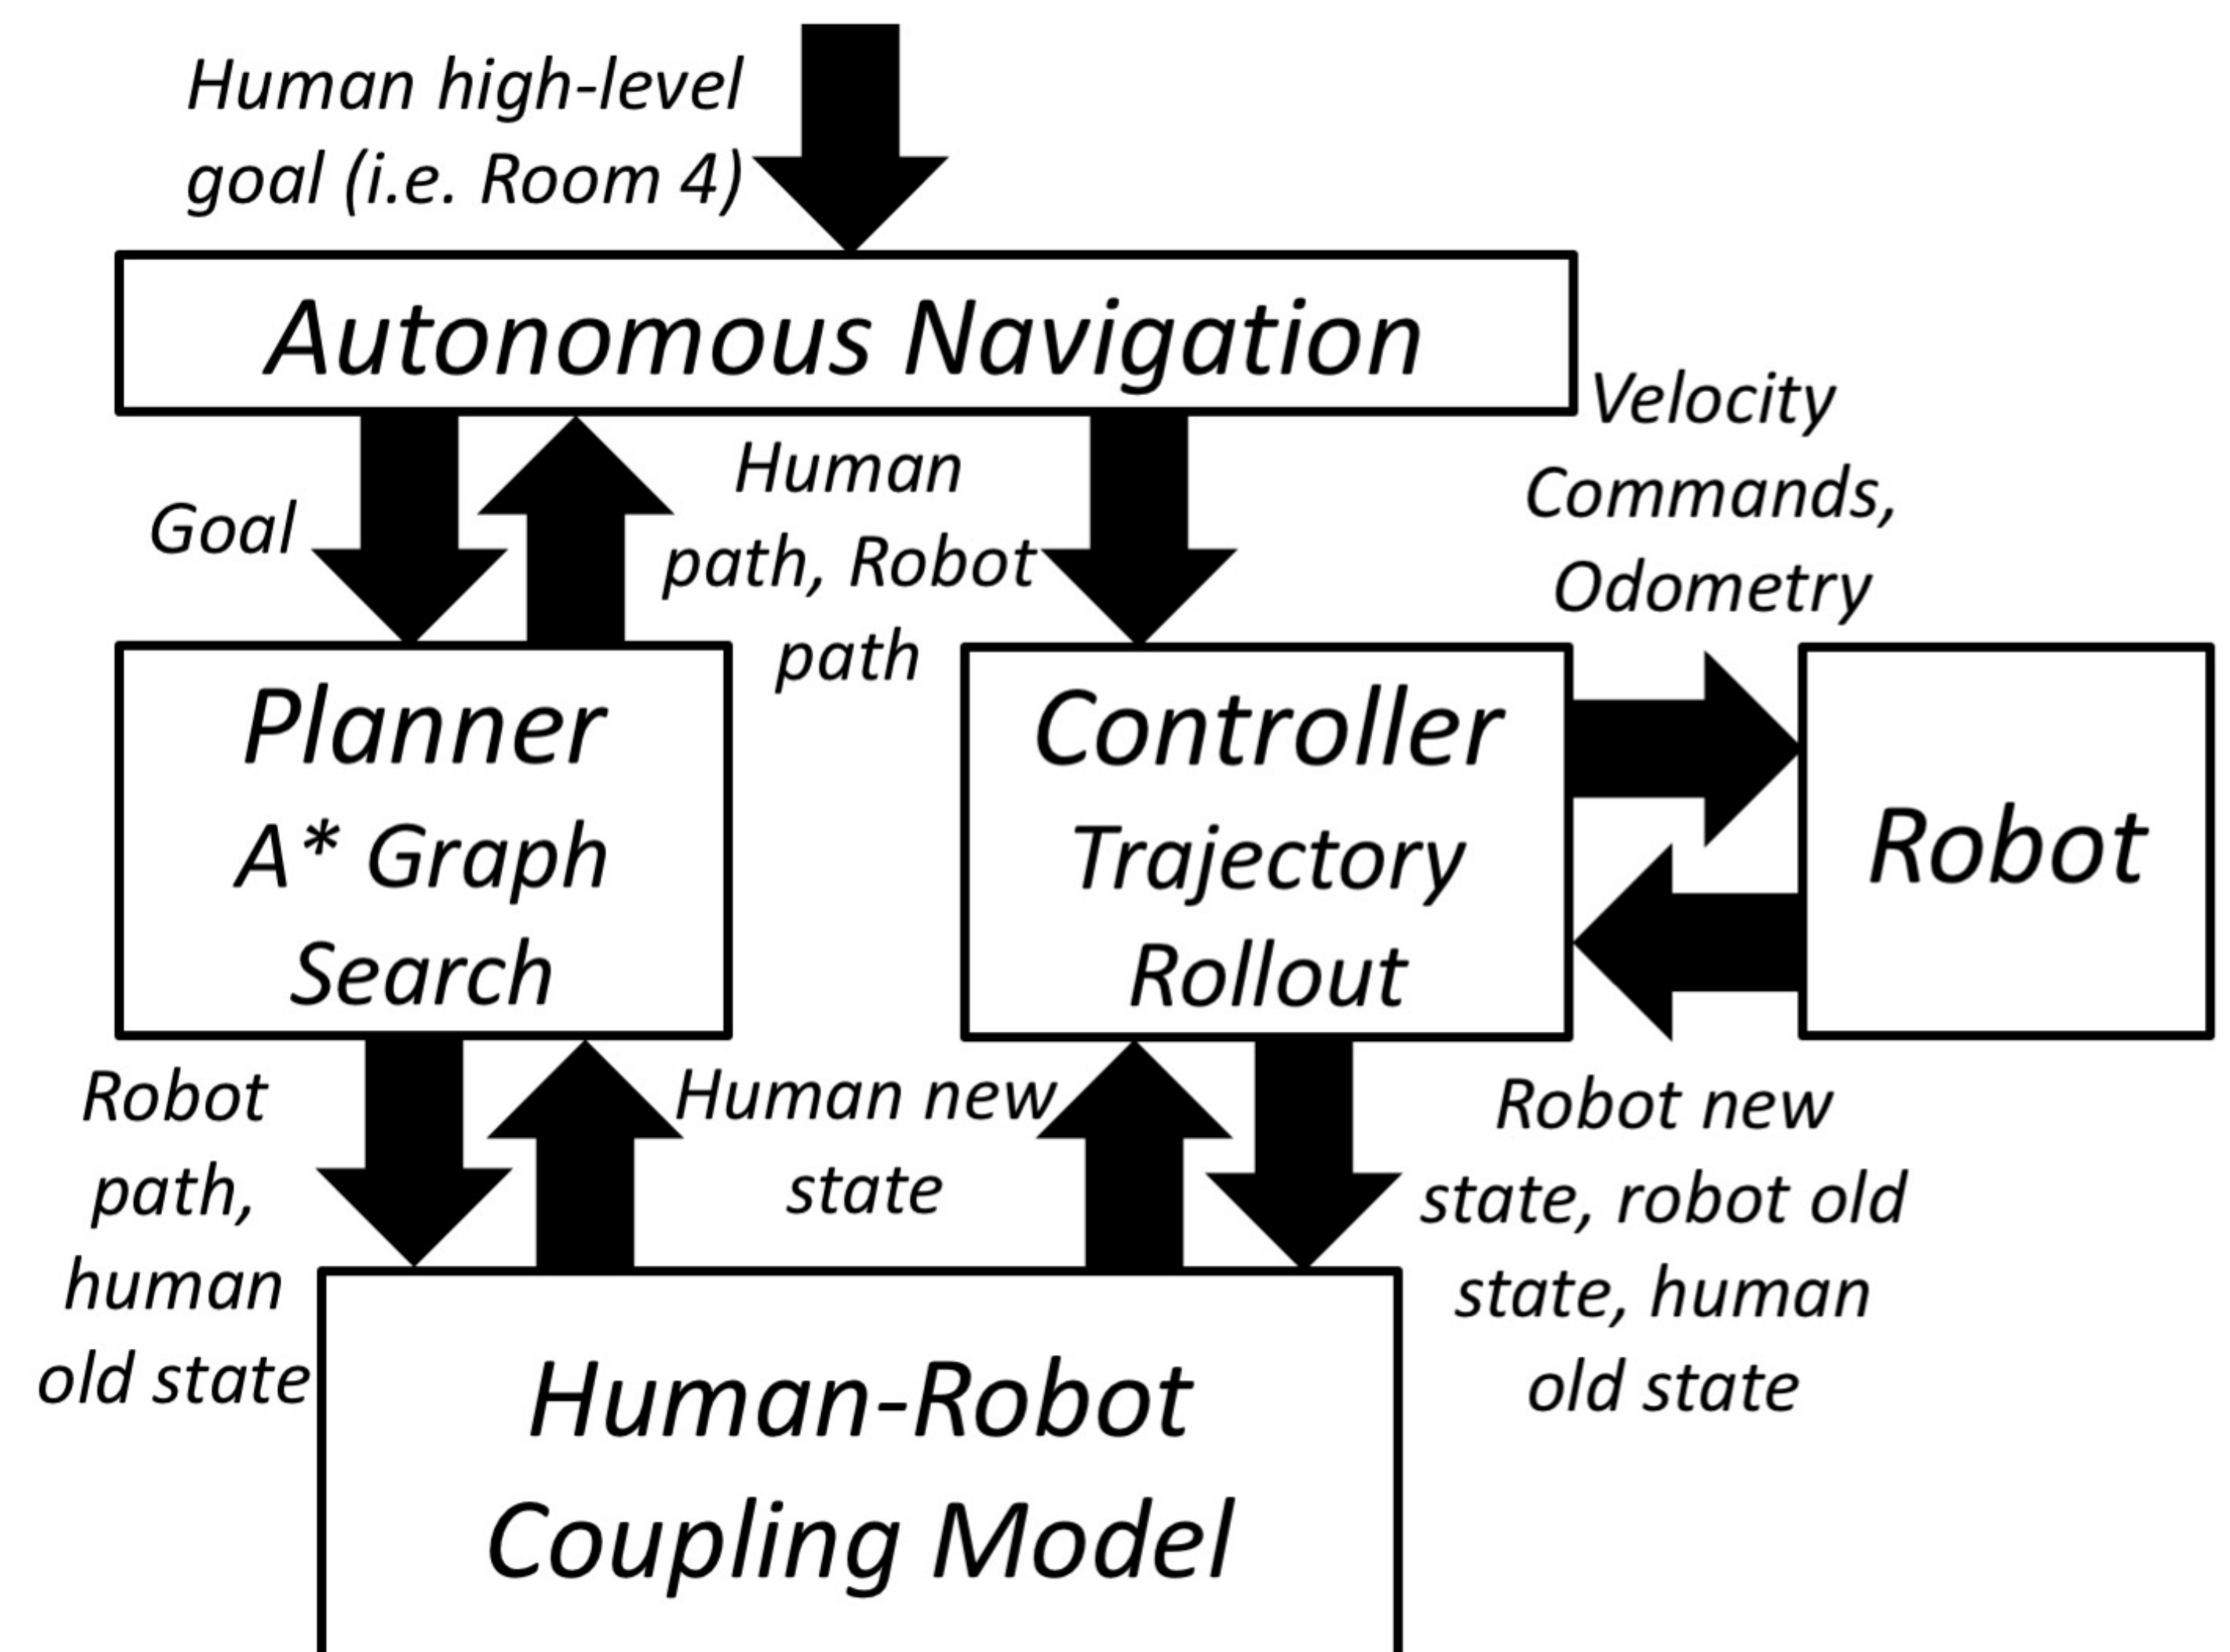 Human high-level
goal (i.e. Room 4)
Autonomous Navigation
Velocity
Commands,
Odometry
Goal
Human
path, Robot
path
Planner
A* Graph
Search
Controller
Trajectory
Rollout
Robot
Robot
path,
human
old state
Human new
state
Robot new
state, robot old
state, human
old state
Human-Robot
Coupling Model